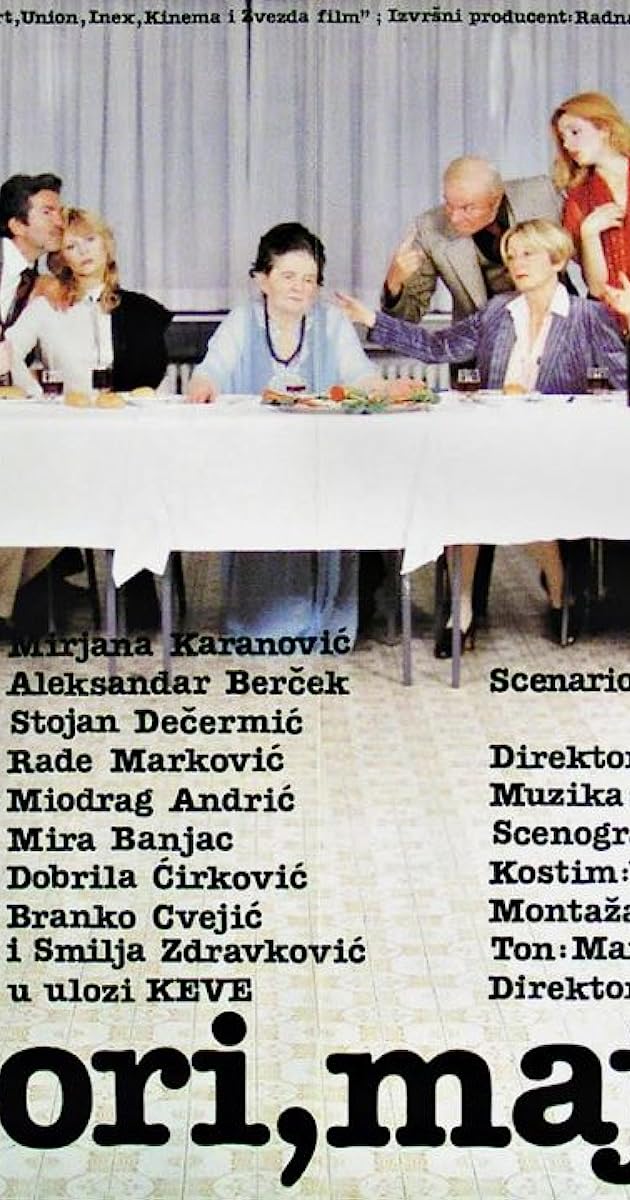 rt,Union, Inex, Kinema i Zvezda film" ; Izvršni producent: Radna
Mirjana Karanović
Aleksandar Berček
Stojan Dečermić
Rade Marković
Miodrag Andrić
Mira Banjac
Dobrila Ćirković
Branko Cvejić
i Smilja Zdravković
u ulozi KEVE
Scenario
Direktor
Muzika
Scenogra
Kostim:
Montaža
Ton: Ma
Direktor
ori, maj